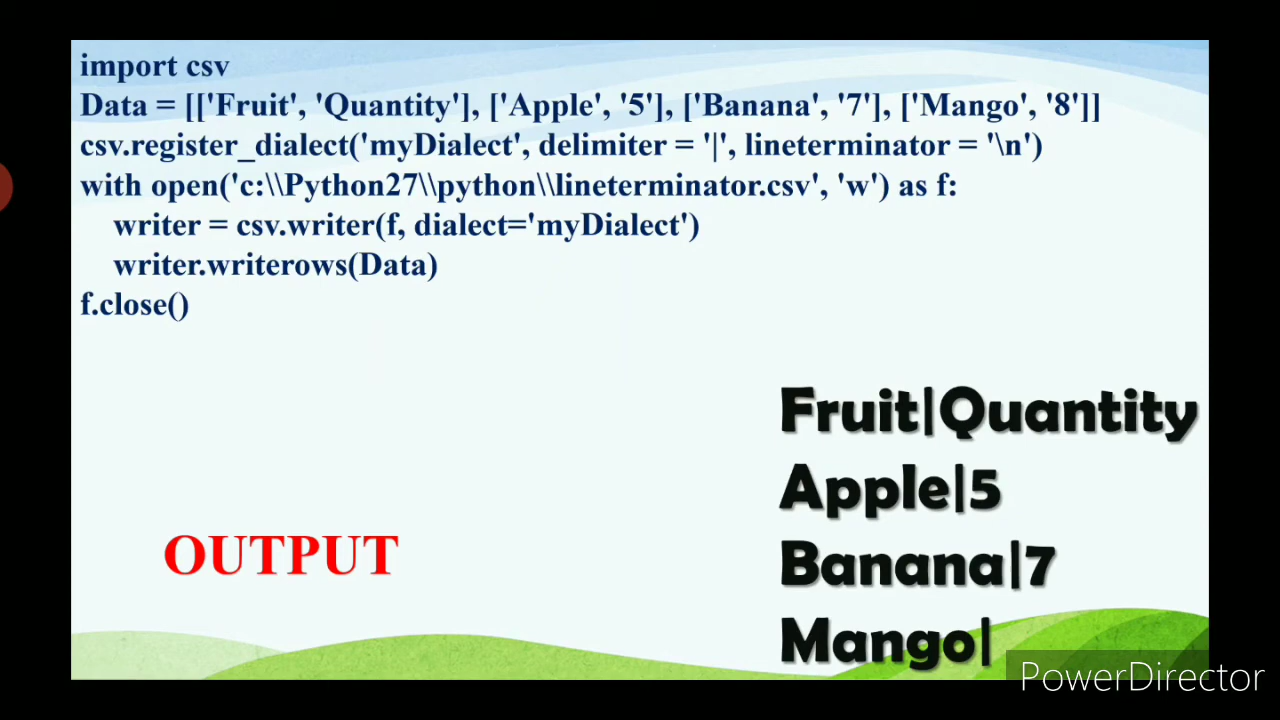 import csv
Data = [['Fruit', 'Quantity'], ['Apple', '5'], ['Banana', '7'], ['Mango', '8']]
csv.register_dialect('myDialect', delimiter = '|', lineterminator = '\n')
with open('c:\\Python27\\python\\lineterminator.csv', 'w') as f:
    writer = csv.writer(f, dialect='myDialect')
    writer.writerows(Data)
f.close()
Fruit|Quantity
Apple|5
OUTPUT
Banana|7
Mango|
PowerDirector